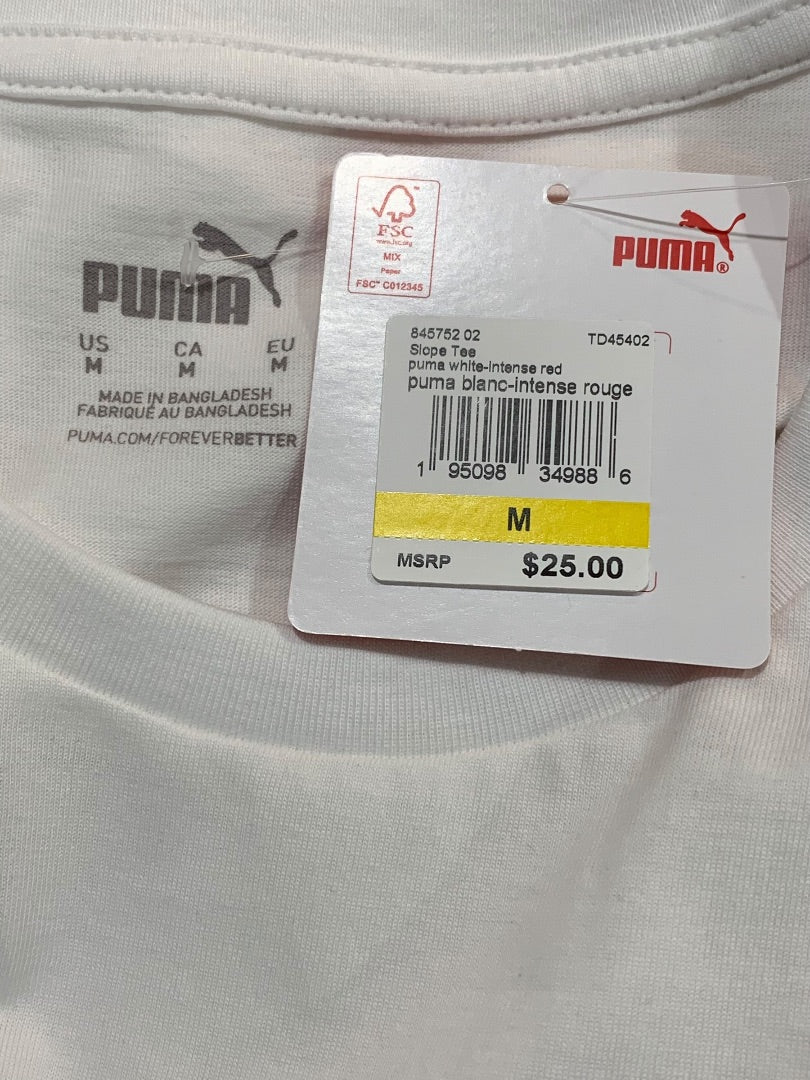 PUMA
US CA EU
M M M
MADE IN BANGLADESH
FABRIQUÉ AU BANGLADESH
PUMA.COM/FOREVERBETTER
FSC
www.fsc.org
MIX
Paper
FSC™ C012345
PUMA®
845752 02 TD45402
Slope Tee
puma white-intense red
puma blanc-intense rouge
1 95098 34988 6
M
MSRP $25.00